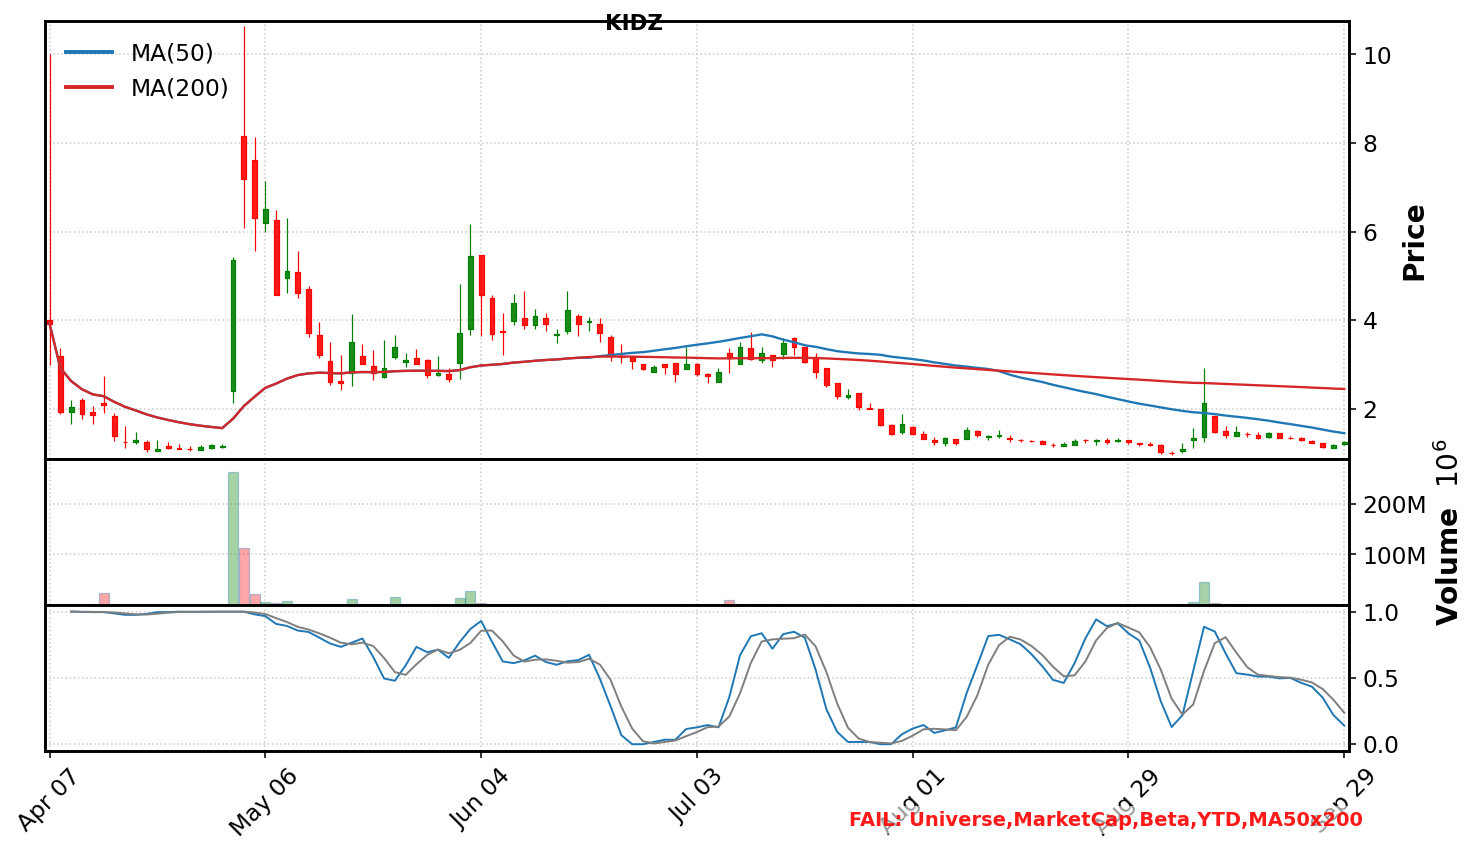 KIDZ
MA(50)
MA(200)
10
8
6
4
2
Price
200M
100M
Volume 10^6
1.0
0.5
0.0
Apr 07
May 06
Jun 04
Jul 03
Aug 01
Aug 29
Sep 29
FAIL: Universe,MarketCap,Beta,YTD,MA50x200